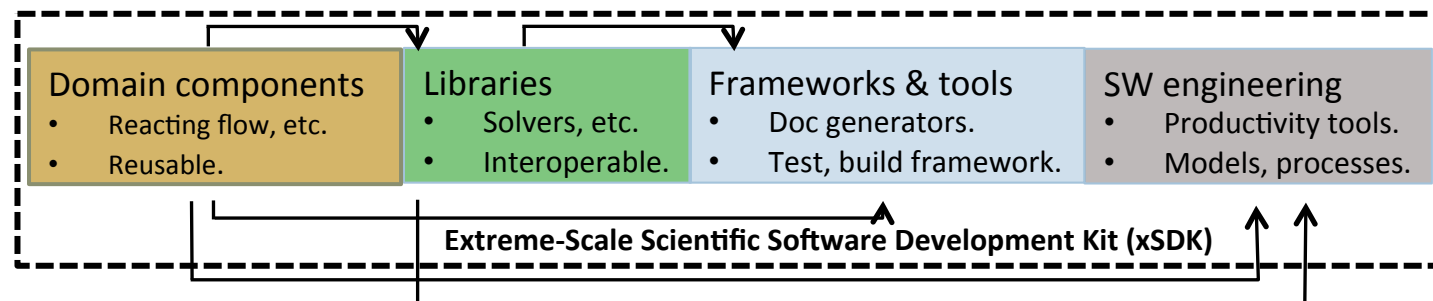 Domain components
• Reacting flow, etc.
• Reusable.
Libraries
• Solvers, etc.
• Interoperable.
Frameworks & tools
• Doc generators.
• Test, build framework.
SW engineering
• Productivity tools.
• Models, processes.
Extreme-Scale Scientific Software Development Kit (xSDK)